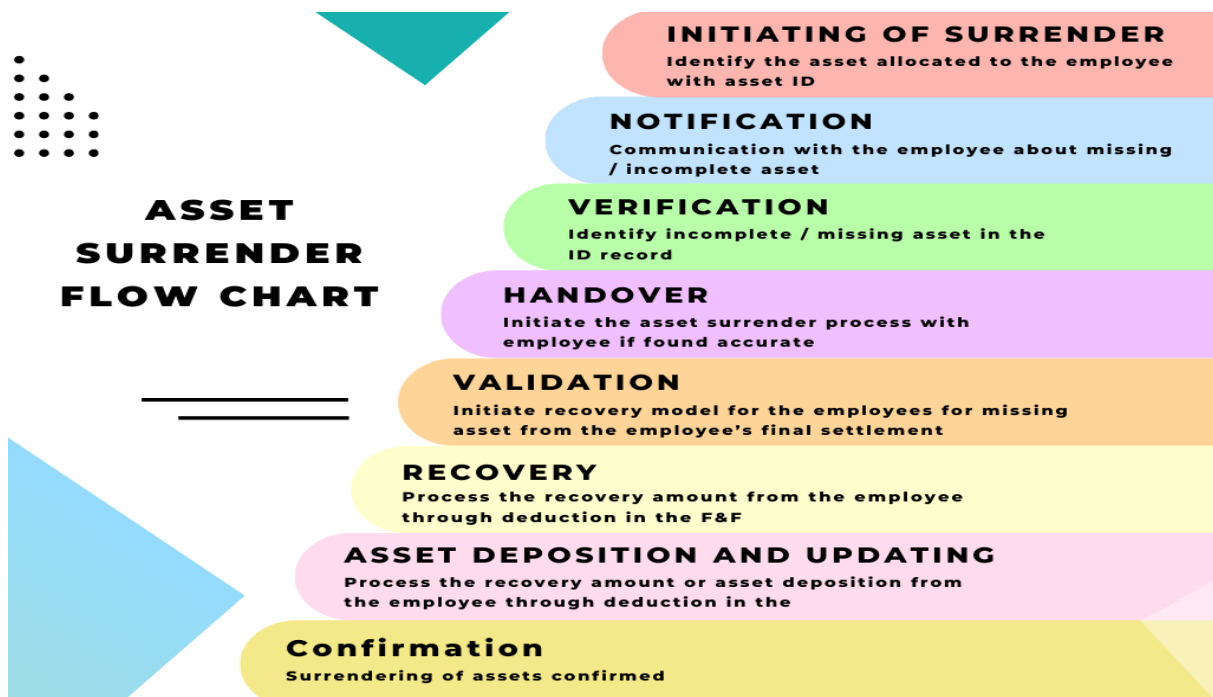 ASSET
SURRENDER
FLOW CHART
INITIATING OF SURRENDER
Identify the asset allocated to the employee
with asset ID
NOTIFICATION
Communication with the employee about missing
/ incomplete asset
VERIFICATION
Identify incomplete / missing asset in the
ID record
HANDOVER
Initiate the asset surrender process with
employee if found accurate
VALIDATION
Initiate recovery model for the employees for missing
asset from the employee’s final settlement
RECOVERY
Process the recovery amount from the employee
through deduction in the F&F
ASSET DEPOSITION AND UPDATING
Process the recovery amount or asset deposition from
the employee through deduction in the
Confirmation
Surrendering of assets confirmed